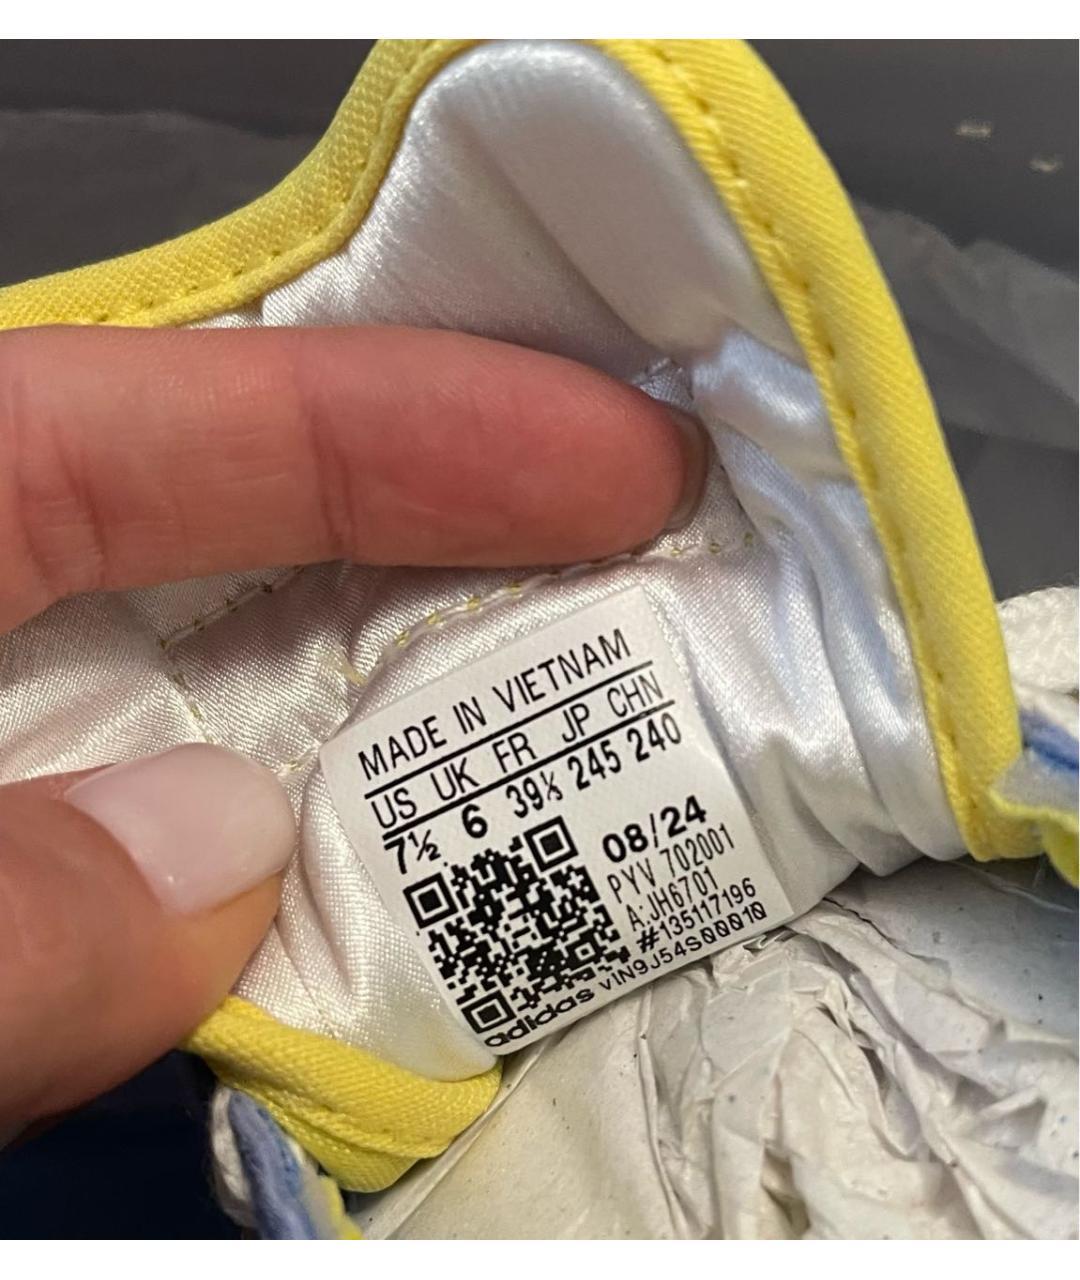 MADE IN VIETNAM
US UK FR JP CHN
7½ 6 39⅓ 245 240
08/24
PYV 702001
A:JH6701
#135117196
adidas VIN9J54S00010